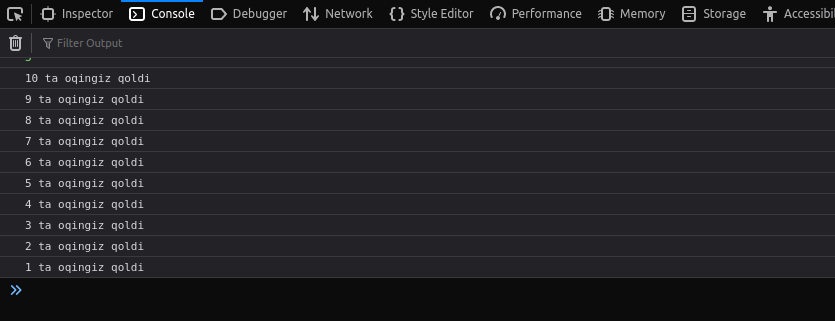 Inspector Console Debugger Network Style Editor Performance Memory Storage
Filter Output
10 ta oqingiz qoldi
9 ta oqingiz qoldi
8 ta oqingiz qoldi
7 ta oqingiz qoldi
6 ta oqingiz qoldi
5 ta oqingiz qoldi
4 ta oqingiz qoldi
3 ta oqingiz qoldi
2 ta oqingiz qoldi
1 ta oqingiz qoldi